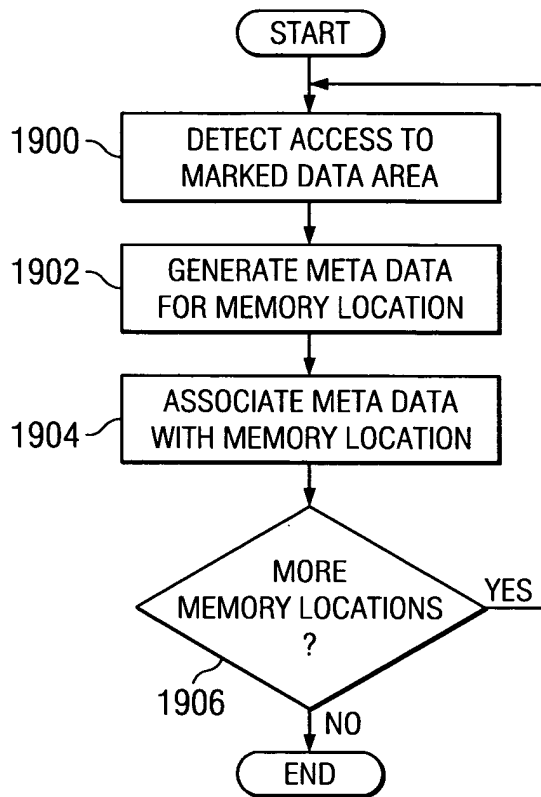 START
1900
DETECT ACCESS TO
MARKED DATA AREA
1902
GENERATE META DATA
FOR MEMORY LOCATION
1904
ASSOCIATE META DATA
WITH MEMORY LOCATION
MORE
MEMORY LOCATIONS
?
YES
1906
NO
END